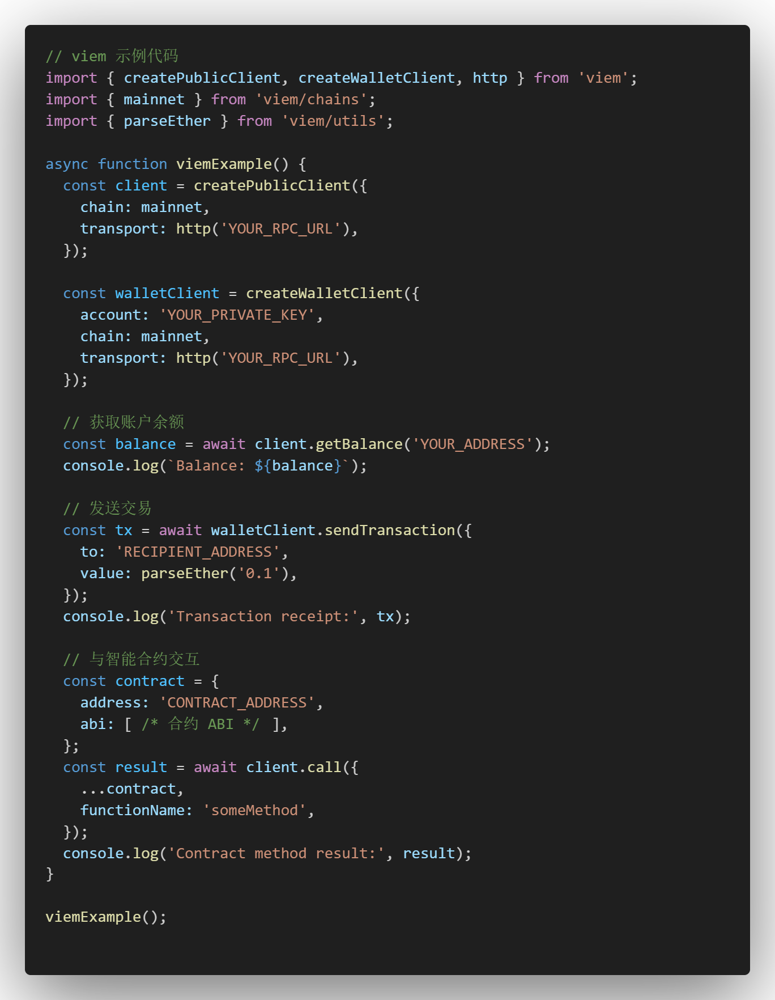 // viem 示例代码
import { createPublicClient, createWalletClient, http } from 'viem';
import { mainnet } from 'viem/chains';
import { parseEther } from 'viem/utils';

async function viemExample() {
  const client = createPublicClient({
    chain: mainnet,
    transport: http('YOUR_RPC_URL'),
  });

  const walletClient = createWalletClient({
    account: 'YOUR_PRIVATE_KEY',
    chain: mainnet,
    transport: http('YOUR_RPC_URL'),
  });

  // 获取账户余额
  const balance = await client.getBalance('YOUR_ADDRESS');
  console.log(`Balance: ${balance}`);

  // 发送交易
  const tx = await walletClient.sendTransaction({
    to: 'RECIPIENT_ADDRESS',
    value: parseEther('0.1'),
  });
  console.log('Transaction receipt:', tx);

  // 与智能合约交互
  const contract = {
    address: 'CONTRACT_ADDRESS',
    abi: [ /* 合约 ABI */ ],
  };
  const result = await client.call({
    ...contract,
    functionName: 'someMethod',
  });
  console.log('Contract method result:', result);
}

viemExample();